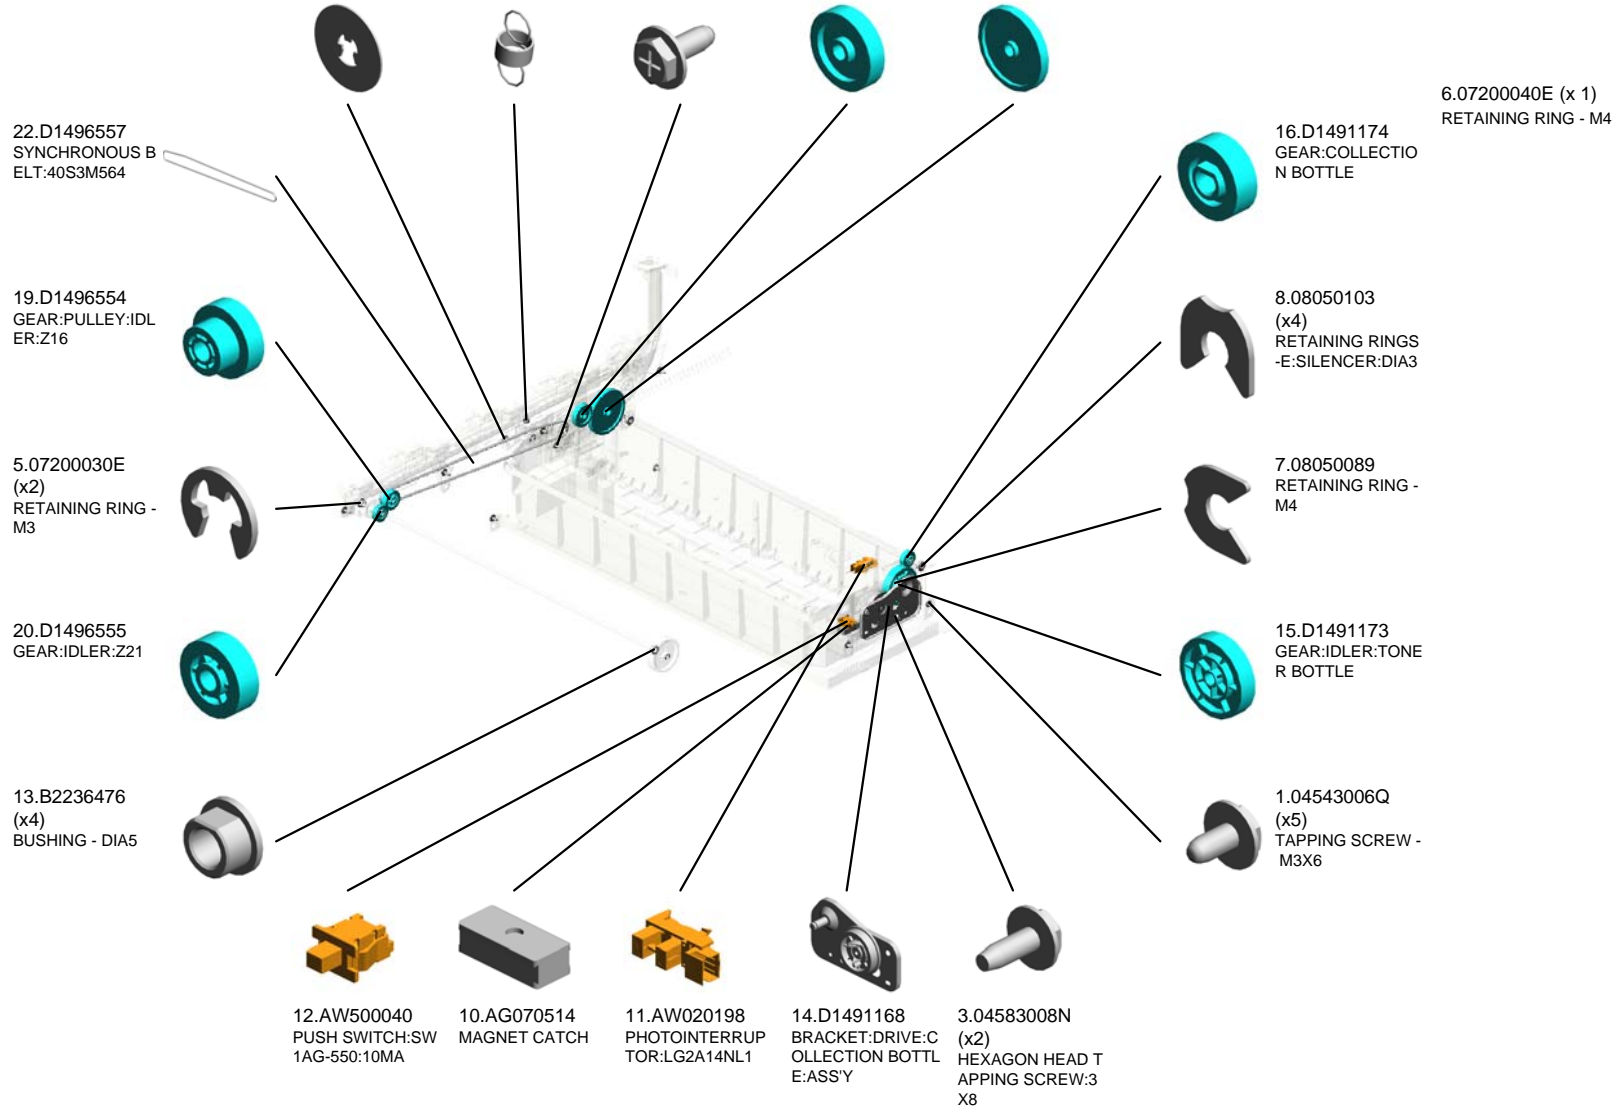 22.D1496557
SYNCHRONOUS B
ELT:40S3M564
19.D1496554
GEAR:PULLEY:IDL
ER:Z16
5.07200030E
(x2)
RETAINING RING -
M3
20.D1496555
GEAR:IDLER:Z21
13.B2236476
(x4)
BUSHING - DIA5
6.07200040E (x 1)
RETAINING RING - M4
16.D1491174
GEAR:COLLECTIO
N BOTTLE
8.08050103
(x4)
RETAINING RINGS
-E:SILENCER:DIA3
7.08050089
RETAINING RING -
M4
15.D1491173
GEAR:IDLER:TONE
R BOTTLE
1.04543006Q
(x5)
TAPPING SCREW -
M3X6
12.AW500040
PUSH SWITCH:SW
1AG-550:10MA
10.AG070514
MAGNET CATCH
11.AW020198
PHOTOINTERRUP
TOR:LG2A14NL1
14.D1491168
BRACKET:DRIVE:C
OLLECTION BOTTL
E:ASS'Y
3.04583008N
(x2)
HEXAGON HEAD T
APPING SCREW:3
X8